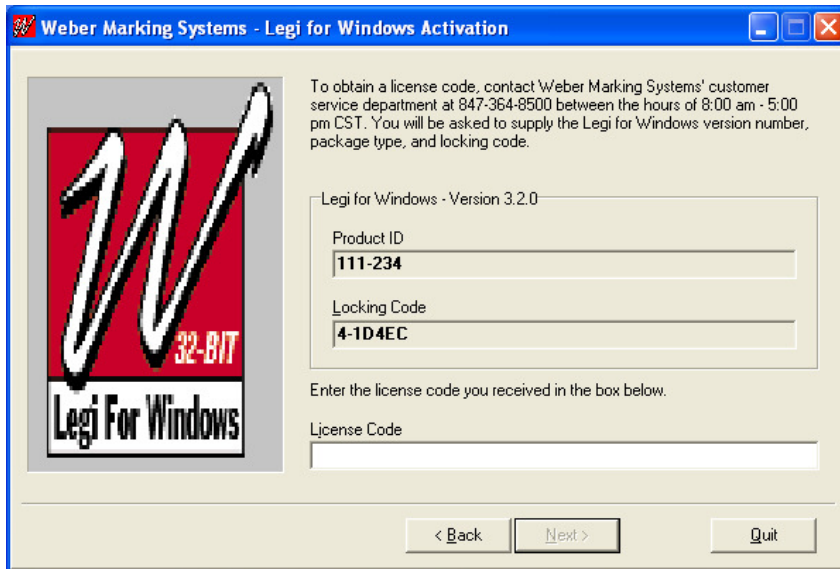 Weber Marking Systems - Legi for Windows Activation
To obtain a license code, contact Weber Marking Systems' customer
service department at 847-364-8500 between the hours of 8:00 am - 5:00
pm CST. You will be asked to supply the Legi for Windows version number,
package type, and locking code.
32-BIT
Legi For Windows
Legi for Windows - Version 3.2.0
Product ID
111-234
Locking Code
4-1D4EC
Enter the license code you received in the box below.
License Code
< Back
Next >
Quit